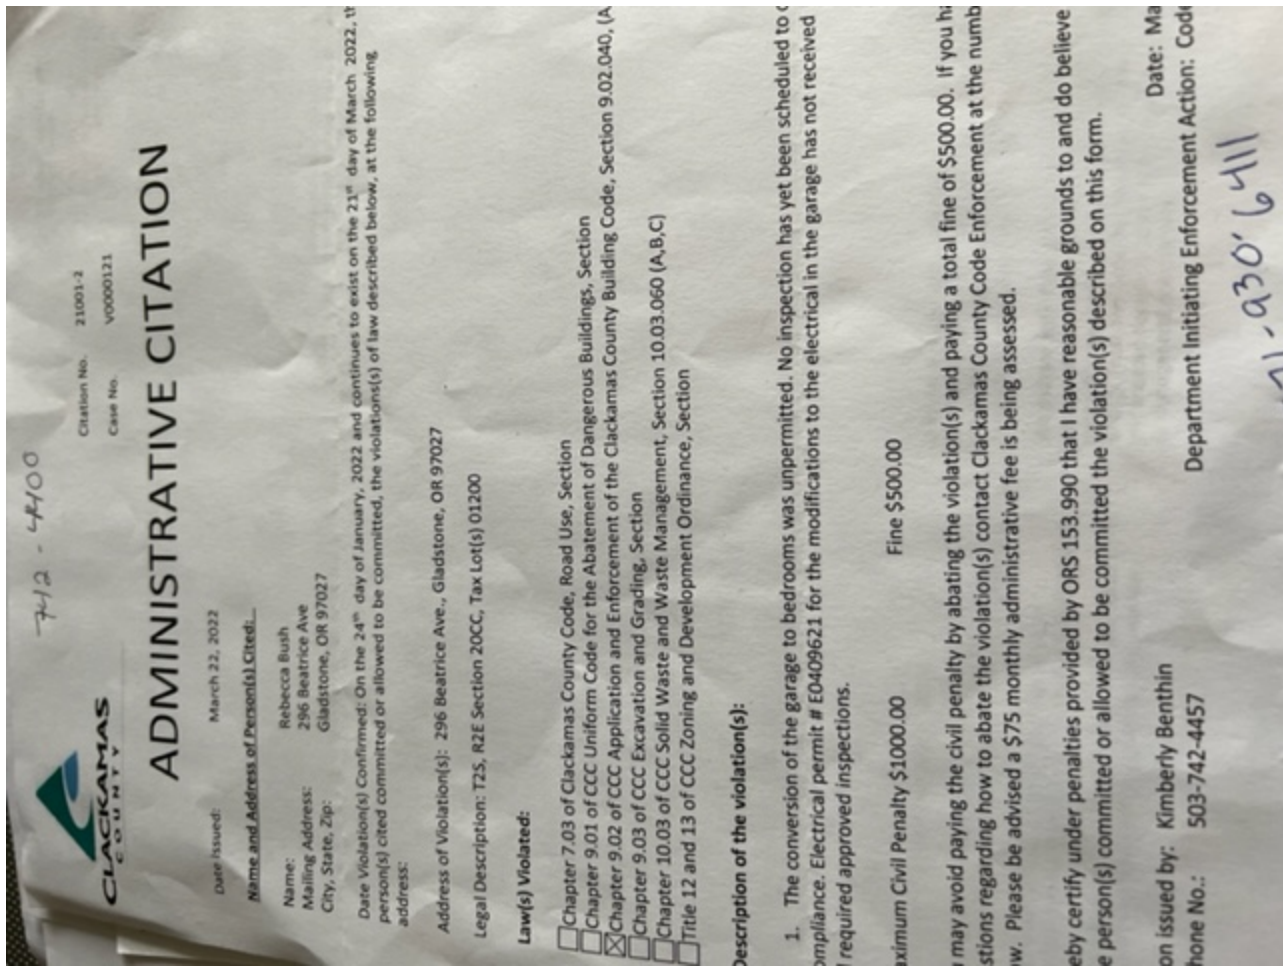 742-4400
CLACKAMAS
COUNTY
Citation No. 21001-2
Case No. V0000121
ADMINISTRATIVE CITATION
Date Issued: March 22, 2022
Name and Address of Person(s) Cited:
Name: Rebecca Bush
Mailing Address: 296 Beatrice Ave
City, State, Zip: Gladstone, OR 97027
Date Violation(s) Confirmed: On the 24th day of January, 2022 and continues to exist on the 21st day of March 2022,
person(s) cited committed or allowed to be committed, the violations(s) of law described below, at the following
address:
Address of Violation(s): 296 Beatrice Ave., Gladstone, OR 97027
Legal Description: T2S, R2E Section 20CC, Tax Lot(s) 01200
Law(s) Violated:
☐ Chapter 7.03 of Clackamas County Code, Road Use, Section
☐ Chapter 9.01 of CCC Uniform Code for the Abatement of Dangerous Buildings, Section
☒ Chapter 9.02 of CCC Application and Enforcement of the Clackamas County Building Code, Section 9.02.040, (A
☐ Chapter 9.03 of CCC Excavation and Grading, Section
☐ Chapter 10.03 of CCC Solid Waste and Waste Management, Section 10.03.060 (A,B,C)
☐ Title 12 and 13 of CCC Zoning and Development Ordinance, Section
Description of the violation(s):
1. The conversion of the garage to bedrooms was unpermitted. No inspection has yet been scheduled to
ompliance. Electrical permit # E0409621 for the modifications to the electrical in the garage has not received
required approved inspections.
aximum Civil Penalty $1000.00 Fine $500.00
may avoid paying the civil penalty by abating the violation(s) and paying a total fine of $500.00. If you ha
stions regarding how to abate the violation(s) contact Clackamas County Code Enforcement at the numb
w. Please be advised a $75 monthly administrative fee is being assessed.
eby certify under penalties provided by ORS 153.990 that I have reasonable grounds to and do believe
e person(s) committed or allowed to be committed the violation(s) described on this form.
on issued by: Kimberly Benthin Date: Ma
hone No.: 503-742-4457 Department Initiating Enforcement Action: Code
1-930-6411